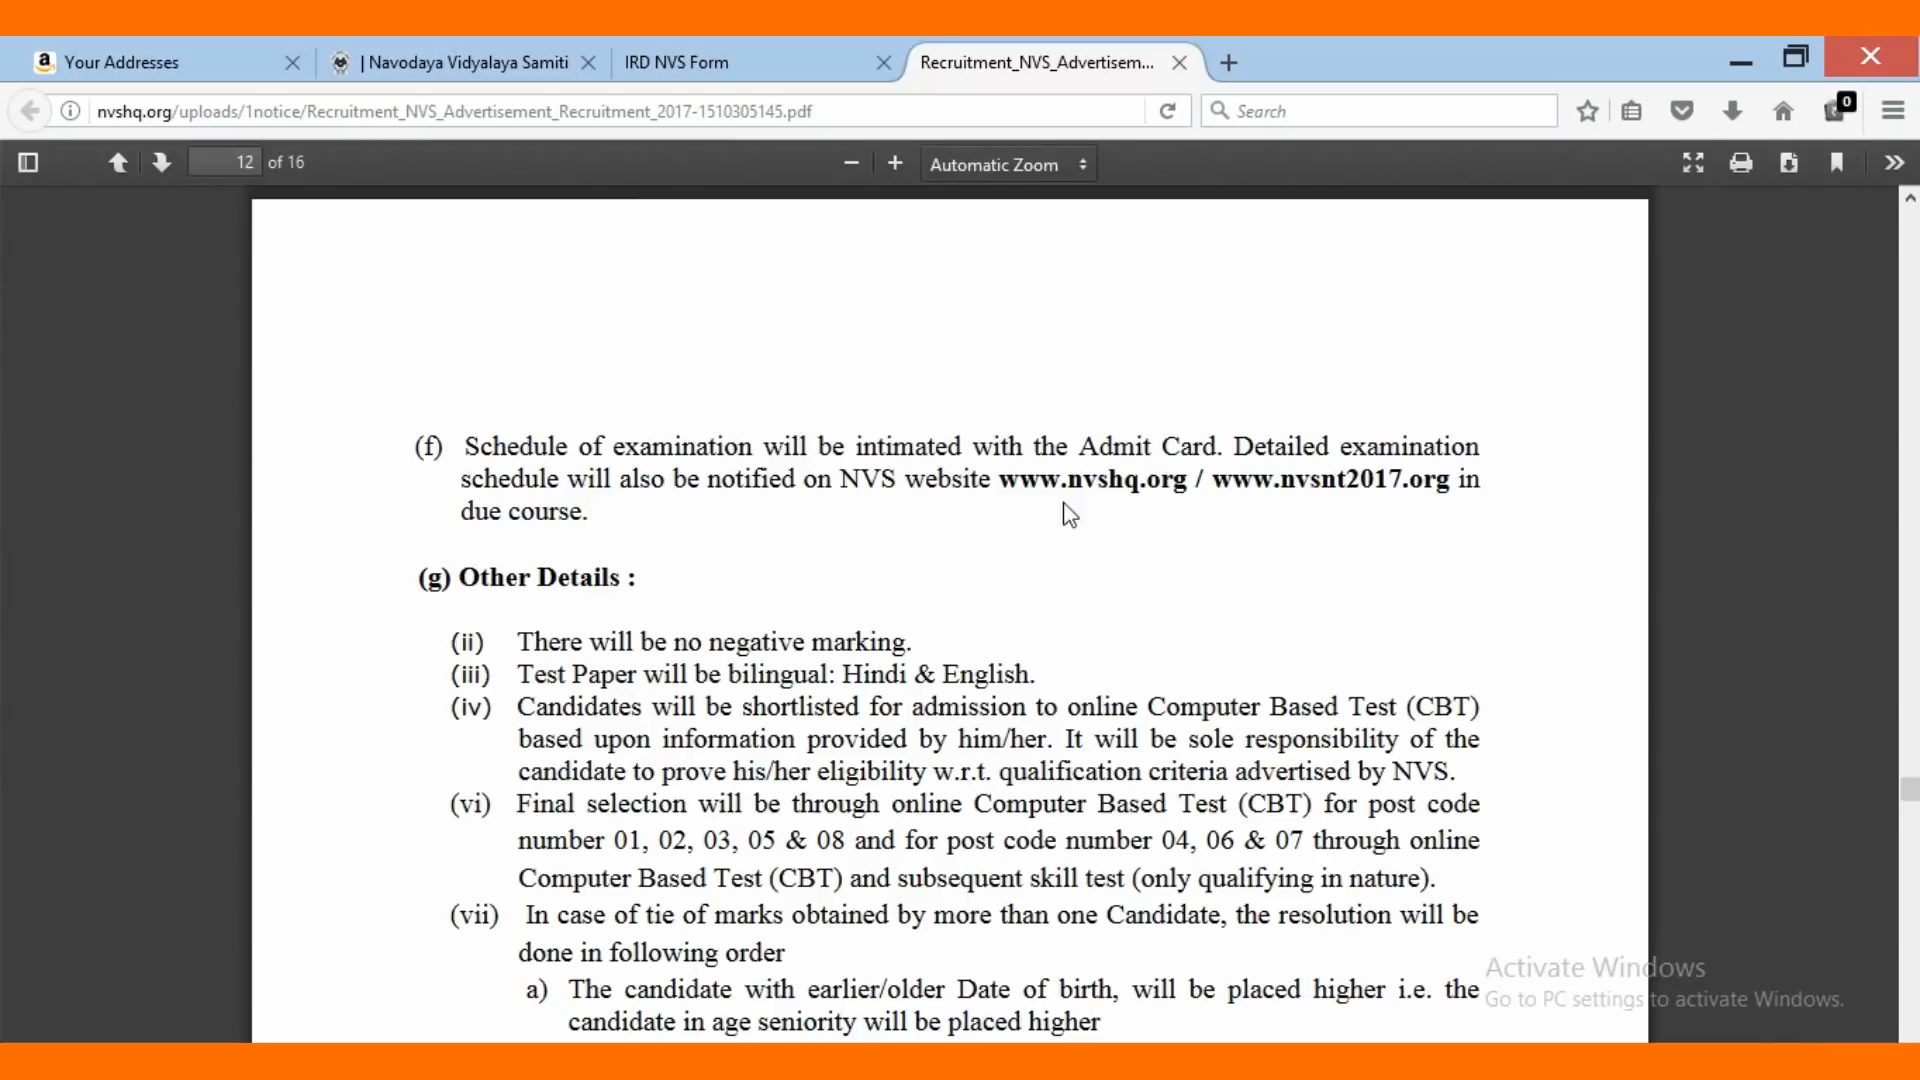 Your Addresses
| Navodaya Vidyalaya Samiti
IRD NVS Form
Recruitment_NVS_Advertisem...
nvshq.org/uploads/1notice/Recruitment_NVS_Advertisement_Recruitment_2017-1510305145.pdf
Search
0
12 of 16
Automatic Zoom
(f) Schedule of examination will be intimated with the Admit Card. Detailed examination
schedule will also be notified on NVS website www.nvshq.org / www.nvsnt2017.org in
due course.
(g) Other Details :
(ii) There will be no negative marking.
(iii) Test Paper will be bilingual: Hindi & English.
(iv) Candidates will be shortlisted for admission to online Computer Based Test (CBT)
based upon information provided by him/her. It will be sole responsibility of the
candidate to prove his/her eligibility w.r.t. qualification criteria advertised by NVS.
(vi) Final selection will be through online Computer Based Test (CBT) for post code
number 01, 02, 03, 05 & 08 and for post code number 04, 06 & 07 through online
Computer Based Test (CBT) and subsequent skill test (only qualifying in nature).
(vii) In case of tie of marks obtained by more than one Candidate, the resolution will be
done in following order
a) The candidate with earlier/older Date of birth, will be placed higher i.e. the
candidate in age seniority will be placed higher
Activate Windows
Go to PC settings to activate Windows.